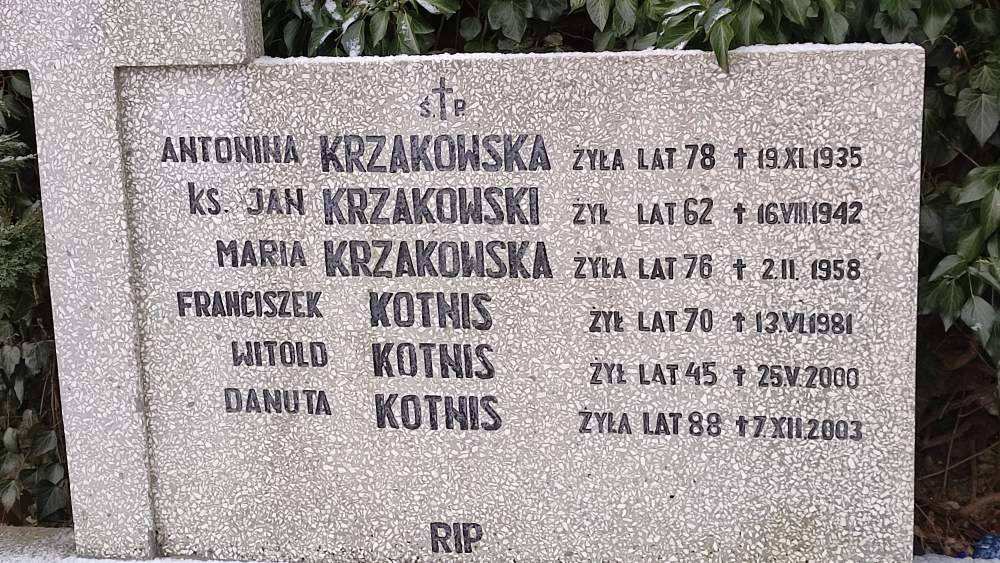 Ś.†P.
ANTONINA KRZAKOWSKA ŻYŁA LAT 78 † 19.XI.1935
KS. JAN KRZAKOWSKI ŻYŁ LAT 62 † 16.VIII.1942
MARIA KRZAKOWSKA ŻYŁA LAT 76 † 2.II.1958
FRANCISZEK KOTNIS ŻYŁ LAT 70 † 13.VI.1981
WITOLD KOTNIS ŻYŁ LAT 45 † 25.V.2000
DANUTA KOTNIS ŻYŁA LAT 88 † 7.XII.2003
RIP